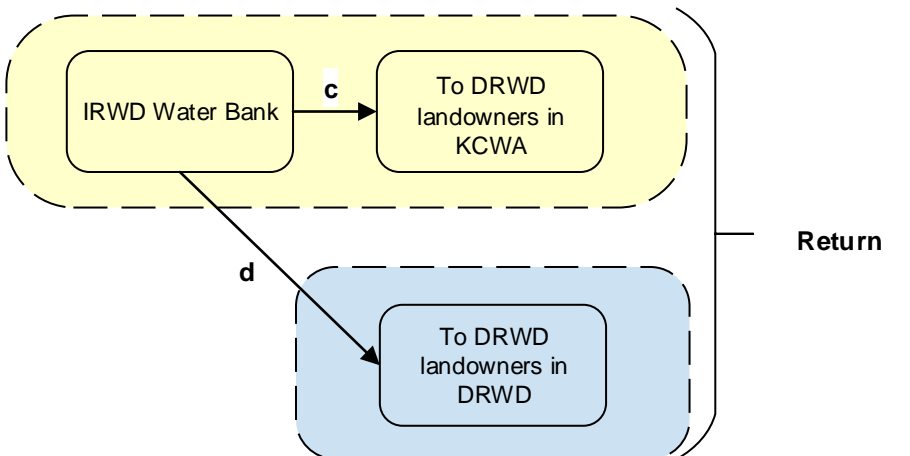 IRWD Water Bank
c
To DRWD
landowners in
KCWA
Return
d
To DRWD
landowners in
DRWD